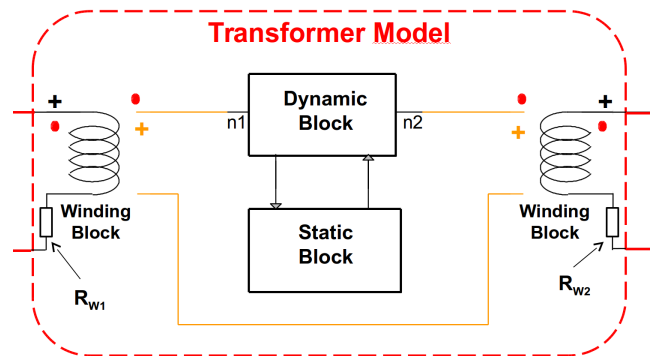 Transformer Model
+
+
n1
Dynamic
Block
n2
+
+
Winding
Block
Static
Block
Winding
Block
RW1
RW2